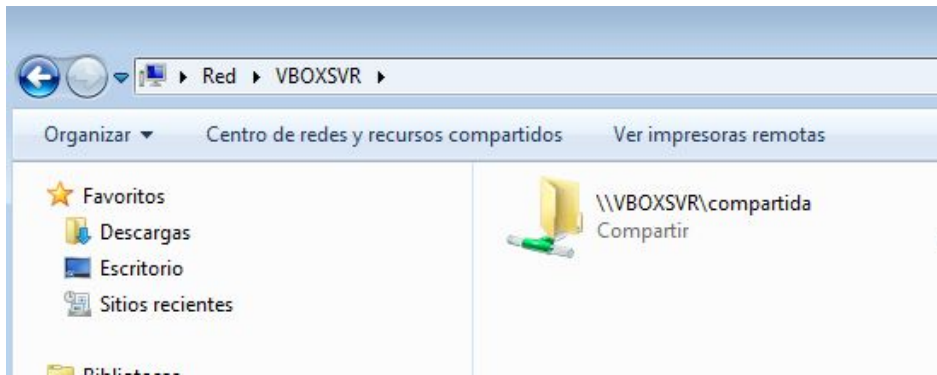 Red ▸ VBOXSVR ▸
Organizar Centro de redes y recursos compartidos Ver impresoras remotas
Favoritos
Descargas
Escritorio
Sitios recientes
Bibliotecas
\\VBOXSVR\compartida
Compartir